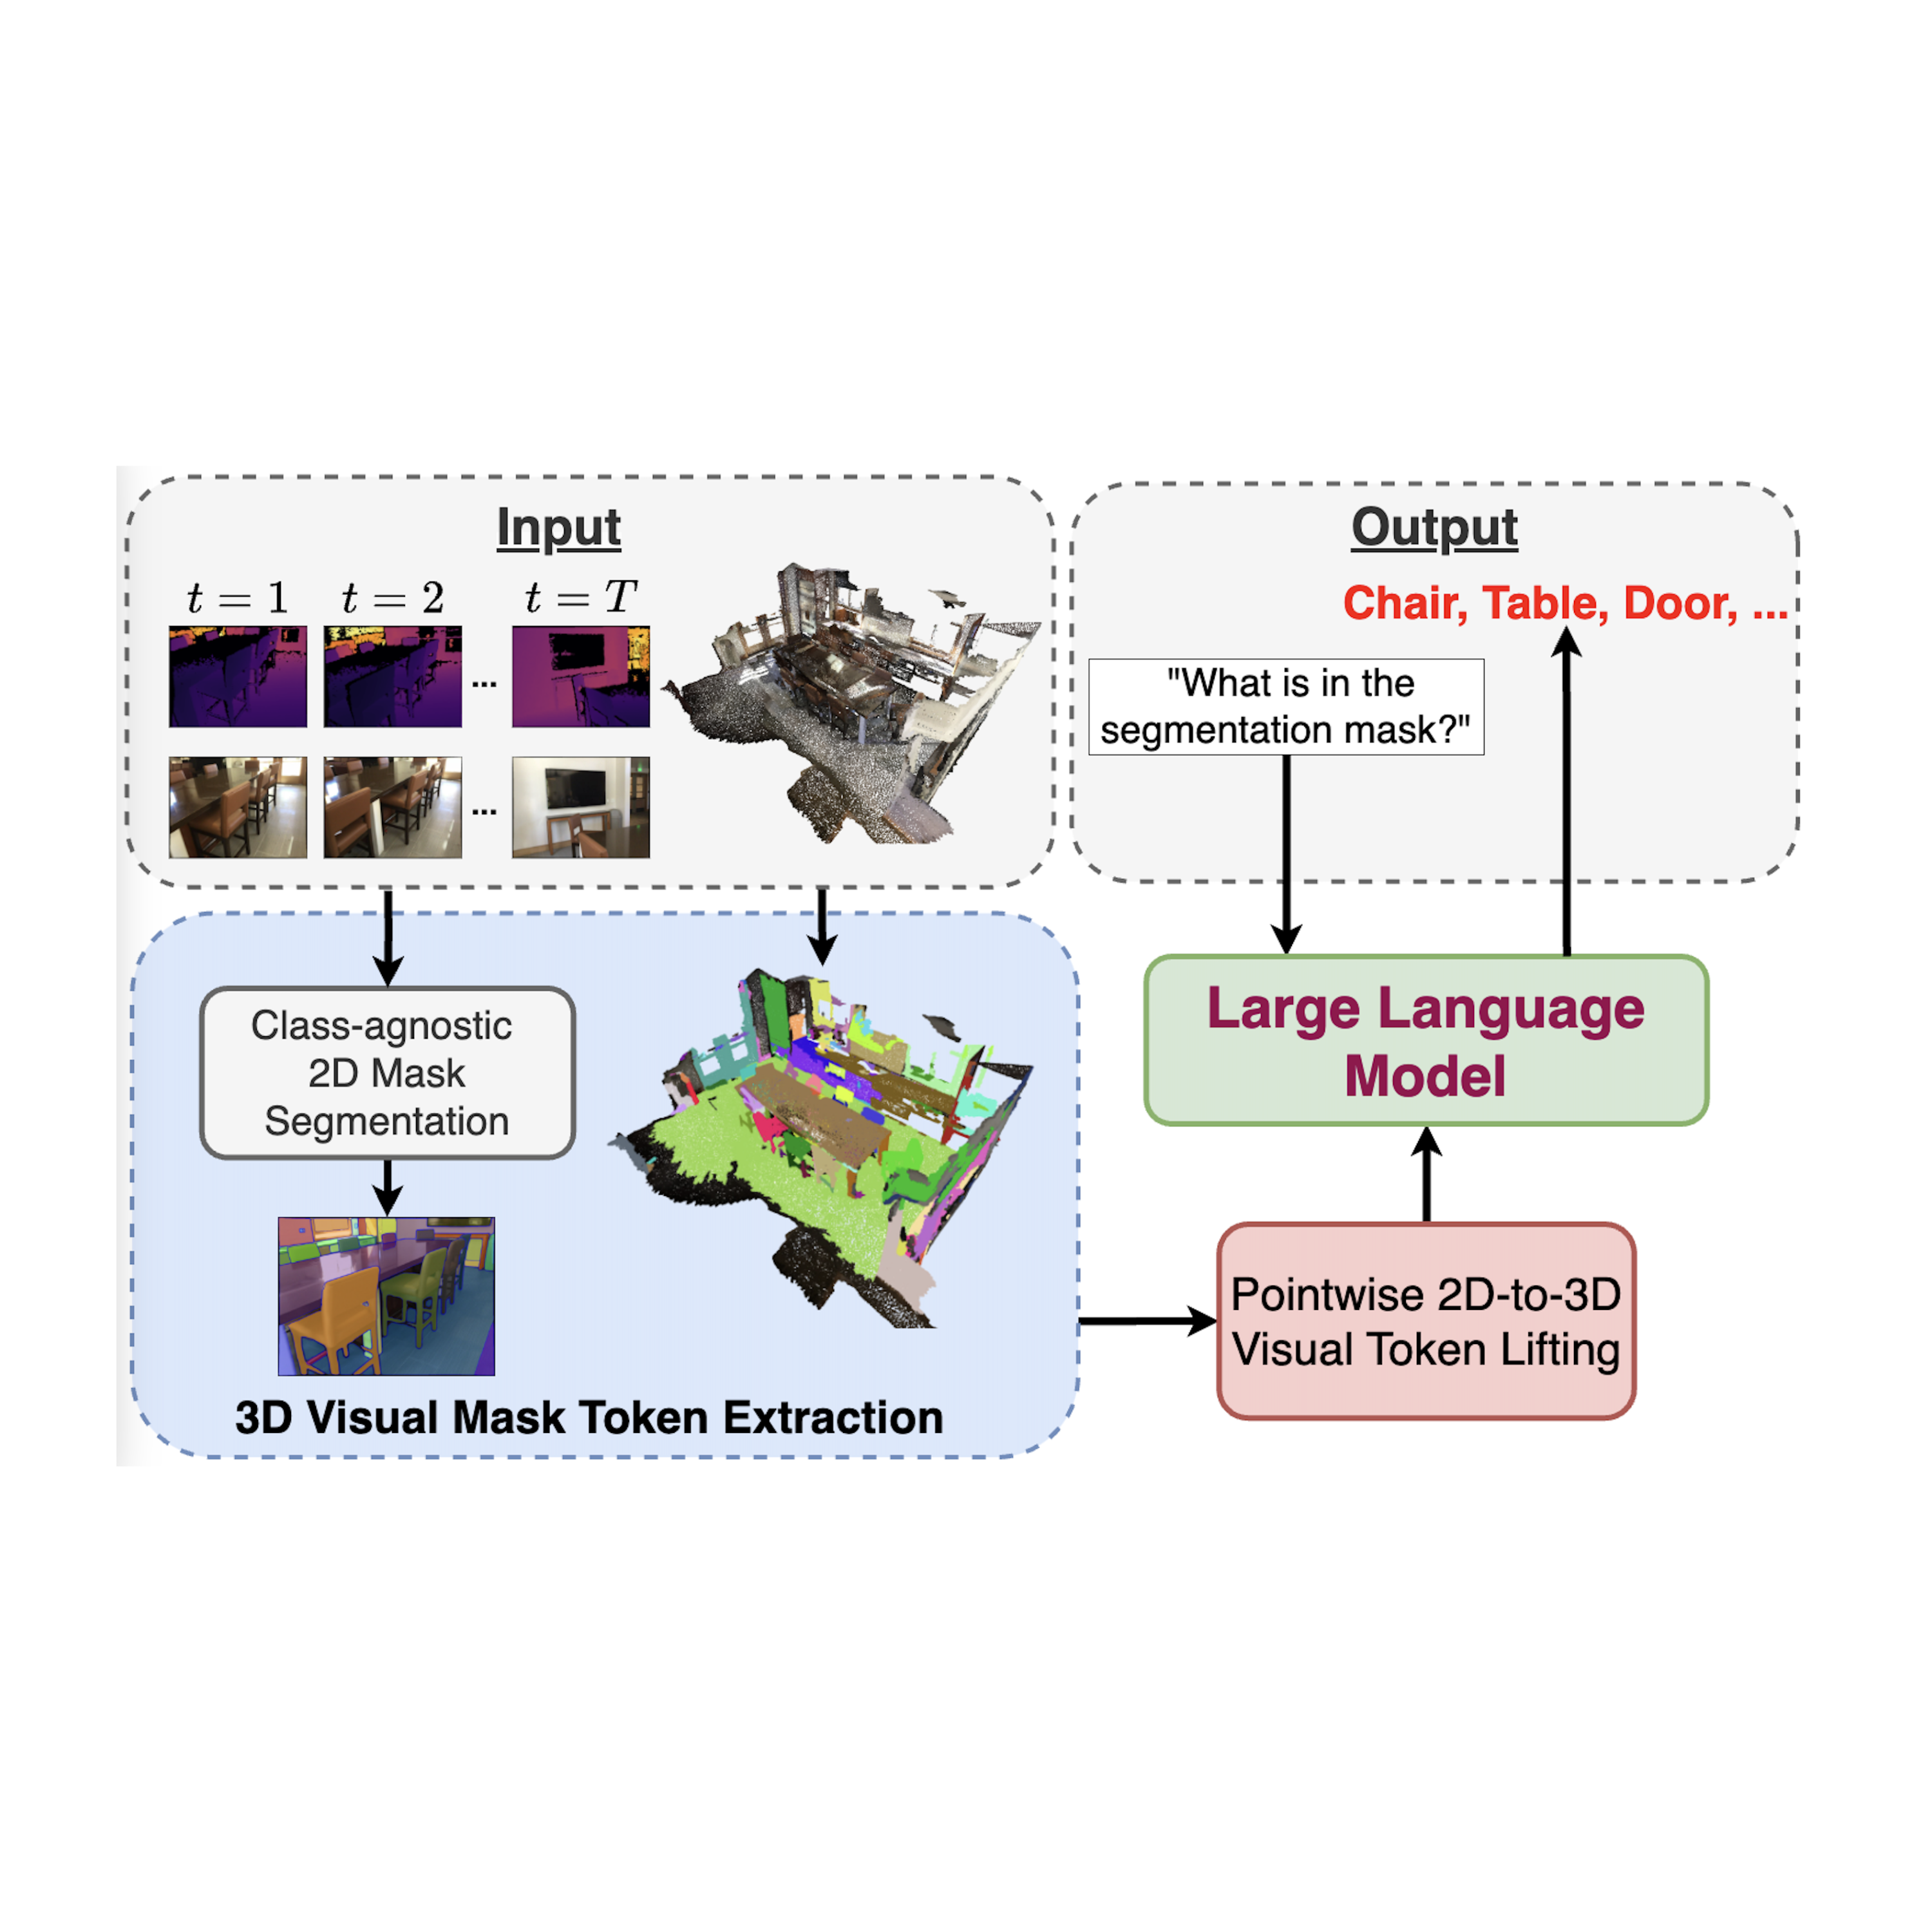 Input
t = 1
t = 2
t = T
...
...
Output
Chair, Table, Door, ...
"What is in the
segmentation mask?"
Class-agnostic
2D Mask
Segmentation
3D Visual Mask Token Extraction
Large Language
Model
Pointwise 2D-to-3D
Visual Token Lifting